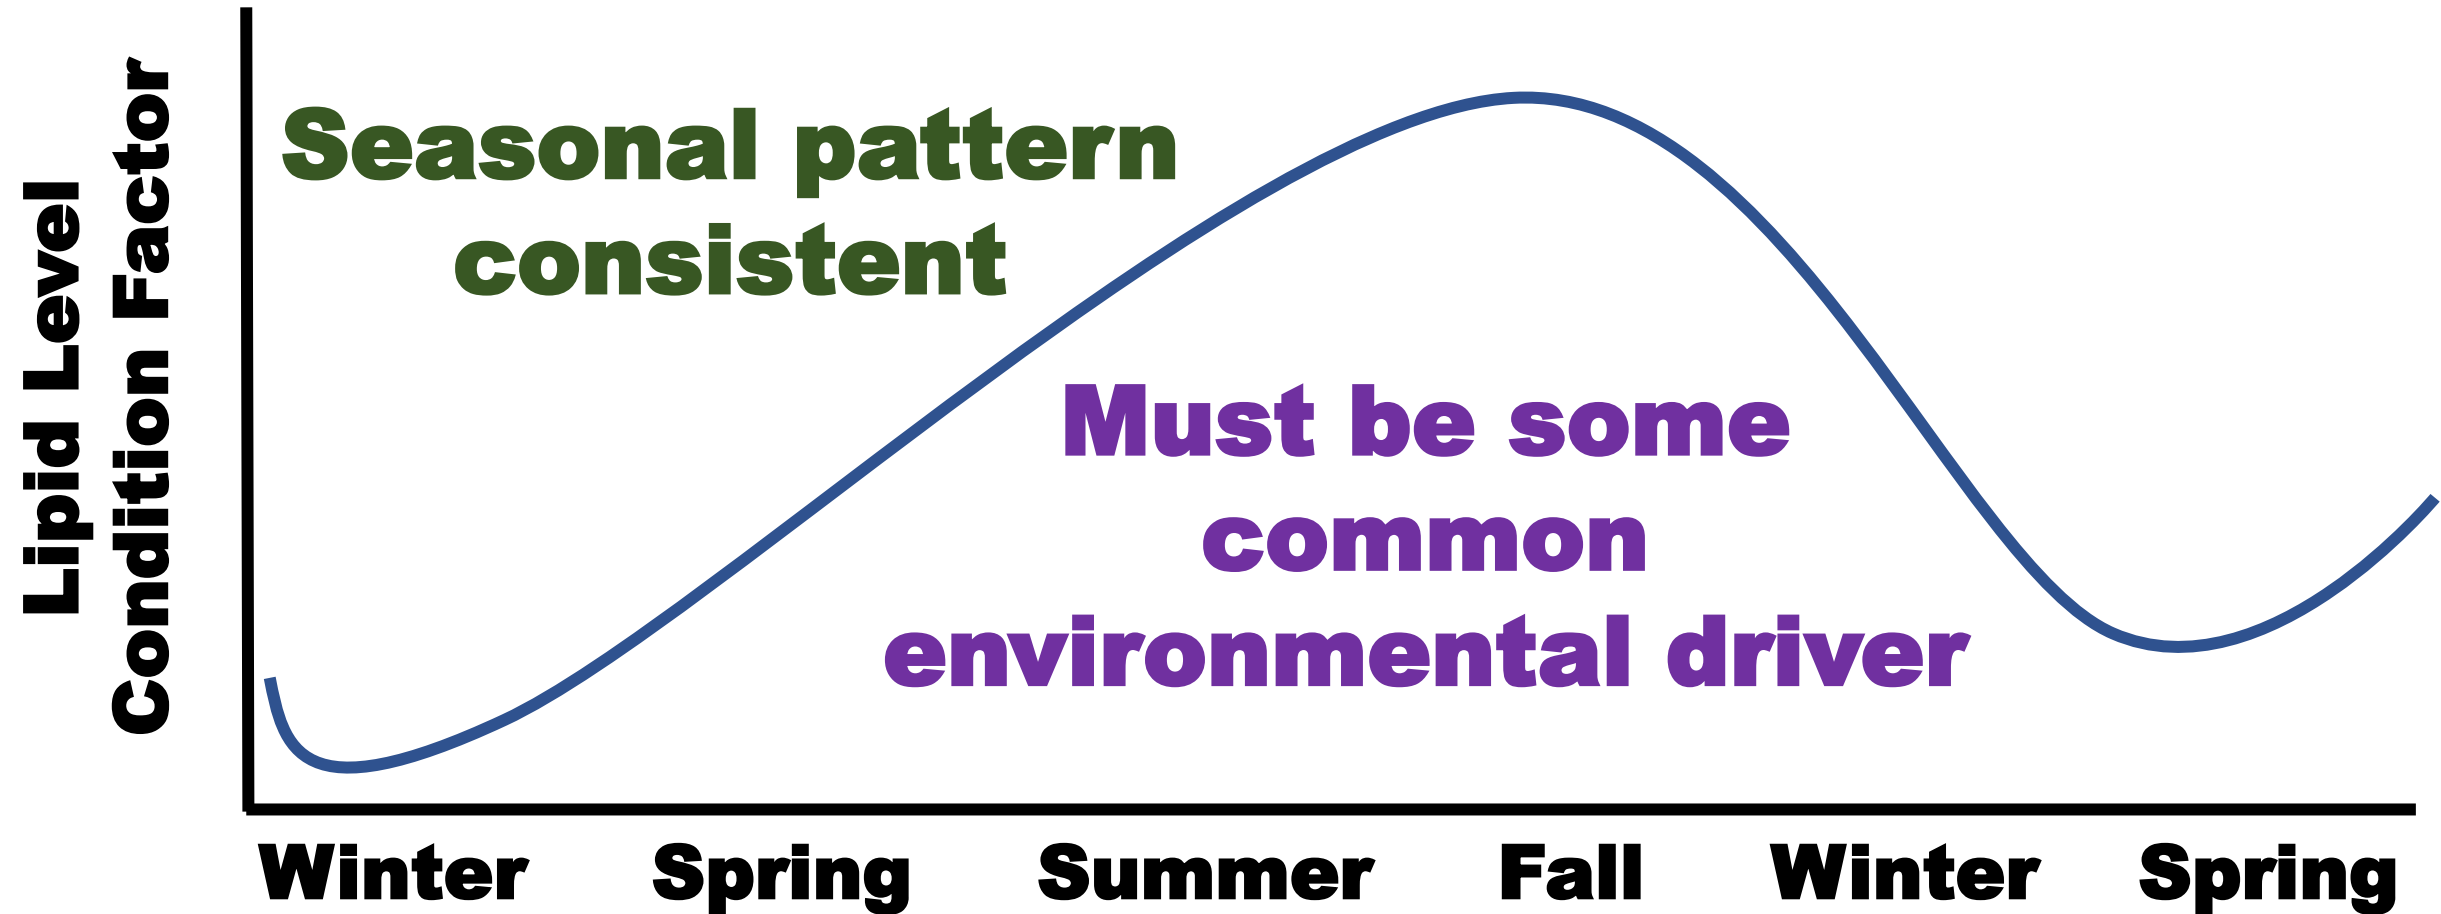 Lipid Level
Condition Factor
Seasonal pattern
consistent
Must be some
common
environmental driver
Winter Spring Summer Fall Winter Spring